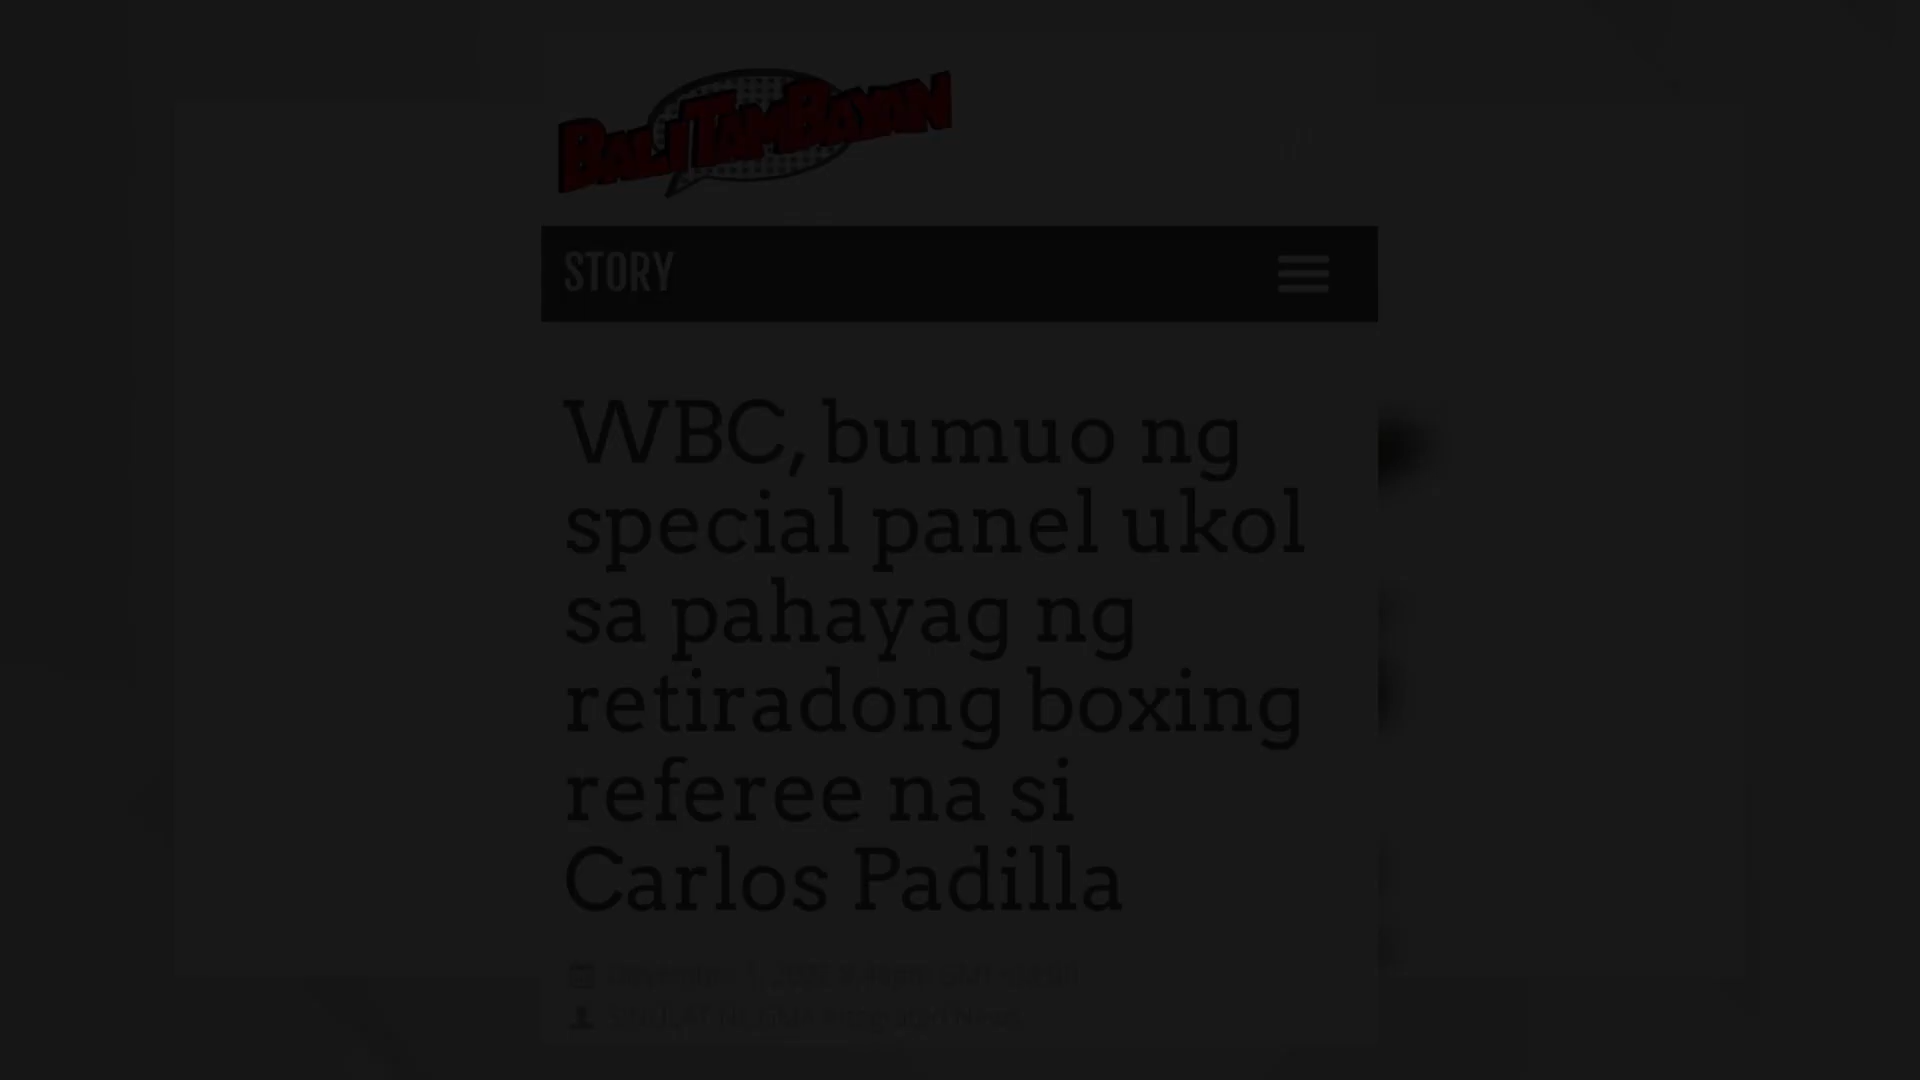 BALITAMBAYAN
STORY
WBC, bumuo ng
special panel ukol
sa pahayag ng
retiradong boxing
referee na si
Carlos Padilla